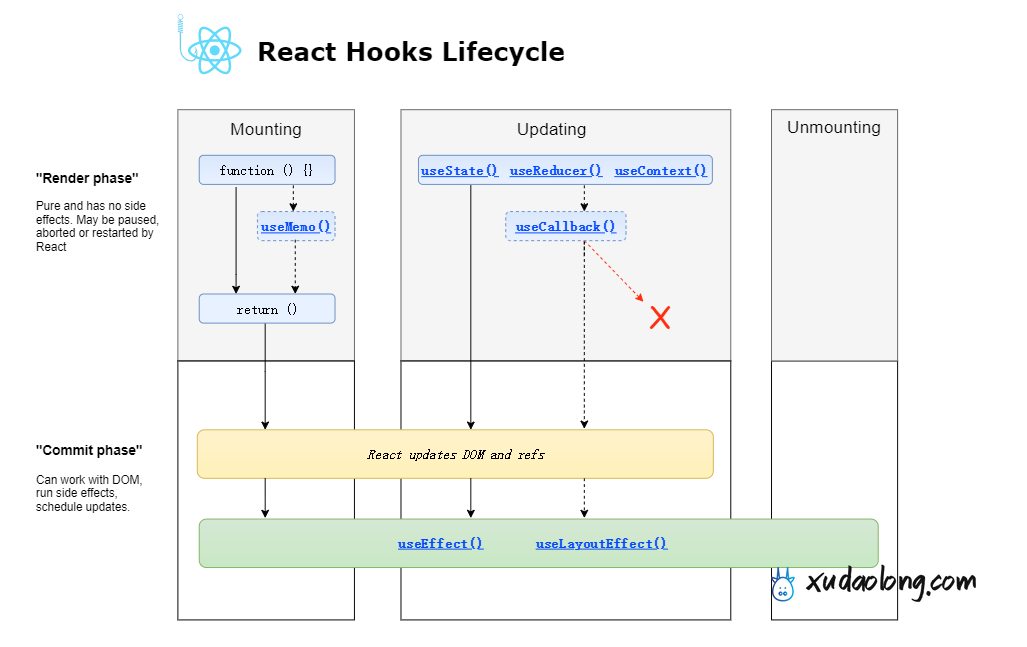 React Hooks Lifecycle
Mounting
Updating
Unmounting
"Render phase"
Pure and has no side
effects. May be paused,
aborted or restarted by
React
function () {}
useMemo()
return ()
useState() useReducer() useContext()
useCallback()
"Commit phase"
Can work with DOM,
run side effects,
schedule updates.
React updates DOM and refs
useEffect() useLayoutEffect()
xudaolong.com